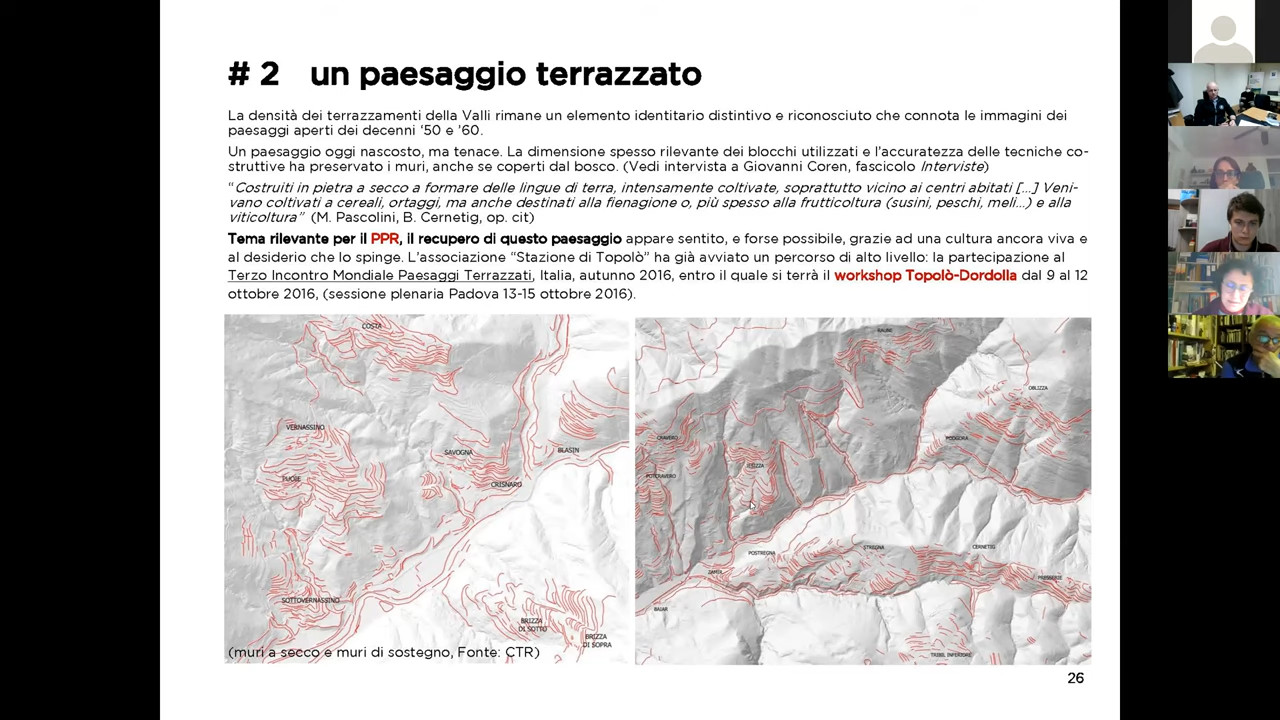 # 2 un paesaggio terrazzato
La densità dei terrazzamenti della Valli rimane un elemento identitario distintivo e riconosciuto che connota le immagini dei
paesaggi aperti dei decenni ‘50 e ’60.
Un paesaggio oggi nascosto, ma tenace. La dimensione spesso rilevante dei blocchi utilizzati e l’accuratezza delle tecniche co-
struttive ha preservato i muri, anche se coperti dal bosco. (Vedi intervista a Giovanni Coren, fascicolo Interviste)
“Costruiti in pietra a secco a formare delle lingue di terra, intensamente coltivate, soprattutto vicino ai centri abitati [...] Veni-
vano coltivati a cereali, ortaggi, ma anche destinati alla fienagione o, più spesso alla frutticoltura (susini, peschi, meli...) e alla
viticoltura” (M. Pascolini, B. Cernetig, op. cit)
Tema rilevante per il PPR, il recupero di questo paesaggio appare sentito, e forse possibile, grazie ad una cultura ancora viva e
al desiderio che lo spinge. L’associazione “Stazione di Topolò” ha già avviato un percorso di alto livello: la partecipazione al
Terzo Incontro Mondiale Paesaggi Terrazzati, Italia, autunno 2016, entro il quale si terrà il workshop Topolò-Dordolla dal 9 al 12
ottobre 2016, (sessione plenaria Padova 13-15 ottobre 2016).
COSTA
VERNASSINO
PUOIE
SAVOGNA
BLASIN
CRISNARO
SOTTOVERNASSINO
BRIZZA
DI SOTTO
BRIZZA
DI SOPRA
(muri a secco e muri di sostegno, Fonte: CTR)
RAUNE
OBLIZZA
CRAVERO
PODGORA
POSTREGNA
STREGNA
CERNETIG
TRIBIL INFERIORE
26